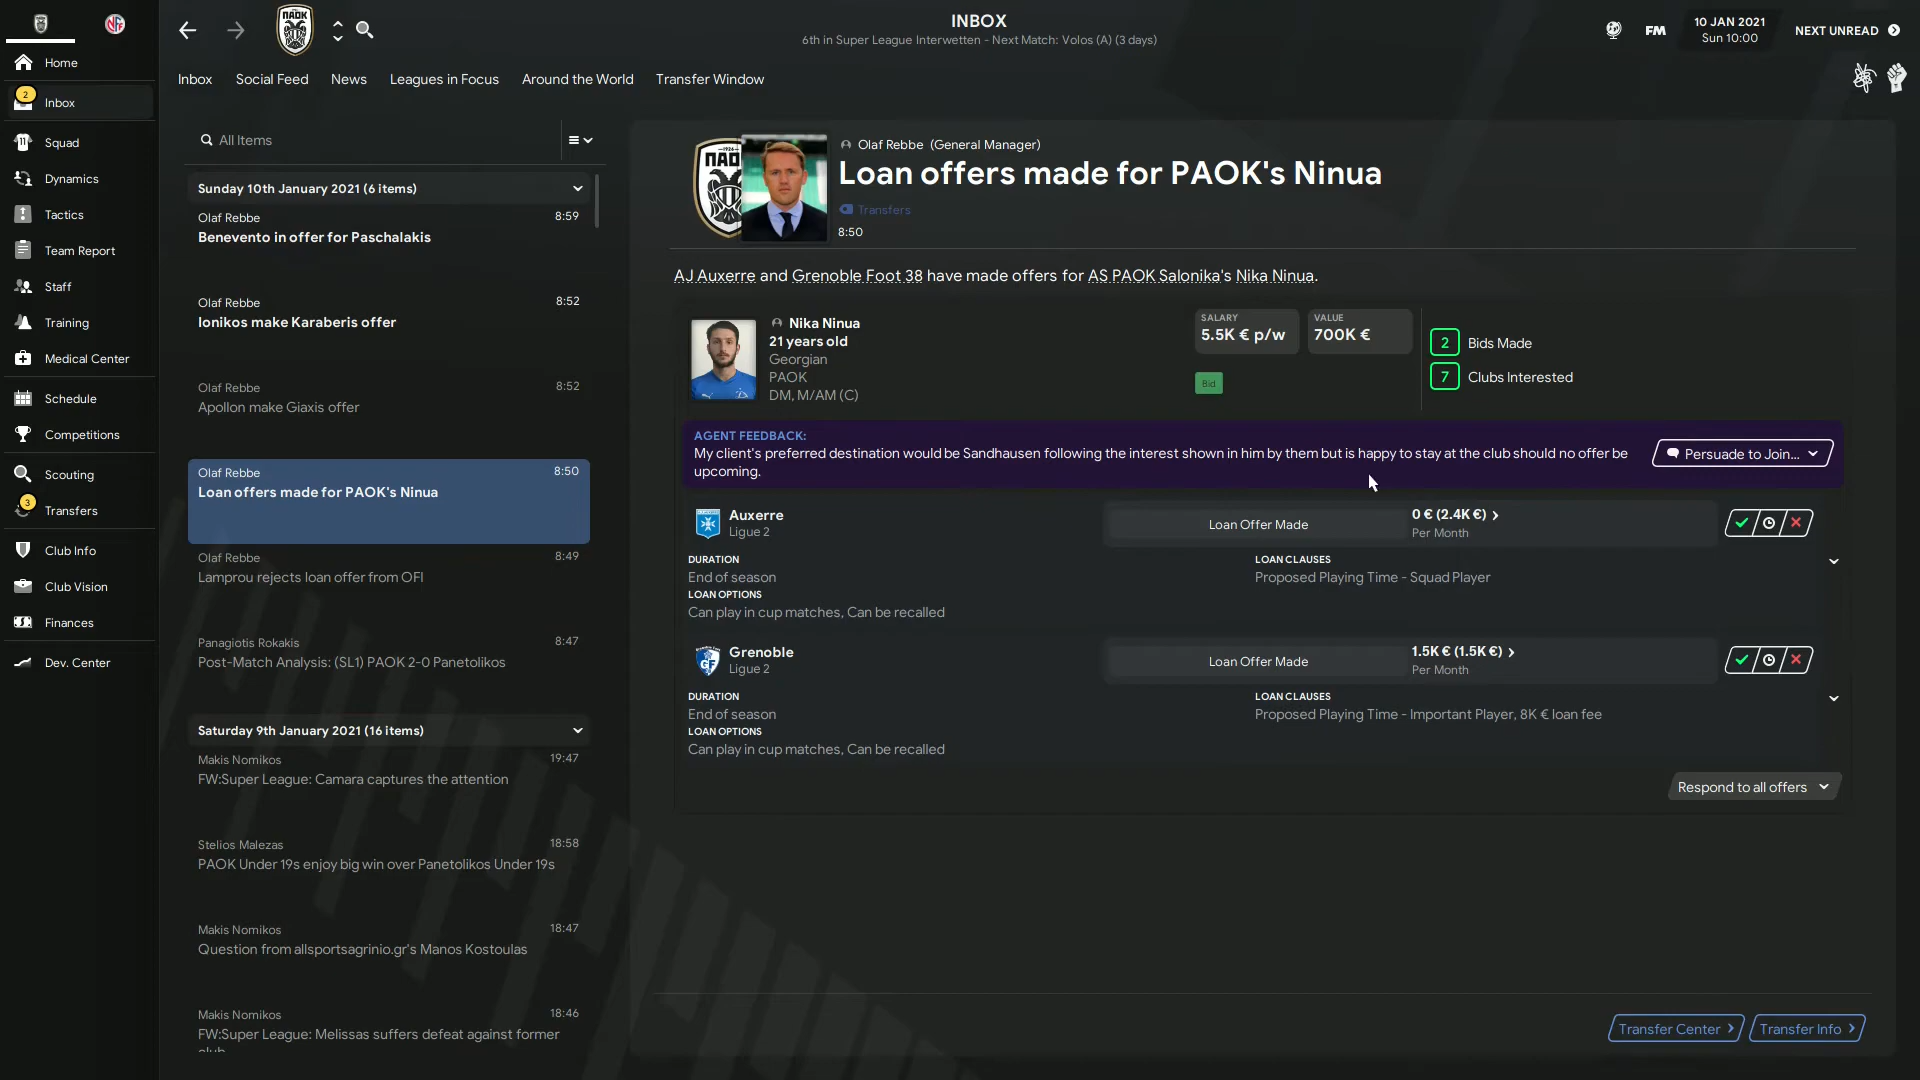 INBOX
6th in Super League Interwetten - Next Match: Volos (A) (3 days)
FM
10 JAN 2021
Sun 10:00
NEXT UNREAD
Home
2
Inbox
Squad
Dynamics
Tactics
Team Report
Staff
Training
Medical Center
Schedule
Competitions
Scouting
3
Transfers
Club Info
Club Vision
Finances
Dev. Center
Inbox
Social Feed
News
Leagues in Focus
Around the World
Transfer Window
All Items
Sunday 10th January 2021 (6 items)
Olaf Rebbe 8:59
Benevento in offer for Paschalakis
Olaf Rebbe 8:52
Ionikos make Karaberis offer
Olaf Rebbe 8:52
Apollon make Giaxis offer
Olaf Rebbe 8:50
Loan offers made for PAOK's Ninua
Olaf Rebbe 8:49
Lamprou rejects loan offer from OFI
Panagiotis Rokakis 8:47
Post-Match Analysis: (SL1) PAOK 2-0 Panetolikos
Saturday 9th January 2021 (16 items)
Makis Nomikos 19:47
FW:Super League: Camara captures the attention
Stelios Malezas 18:58
PAOK Under 19s enjoy big win over Panetolikos Under 19s
Makis Nomikos 18:47
Question from allsportsagrinio.gr's Manos Kostoulas
Makis Nomikos 18:46
FW:Super League: Melissas suffers defeat against former
club
Olaf Rebbe (General Manager)
Loan offers made for PAOK's Ninua
Transfers
8:50
AJ Auxerre and Grenoble Foot 38 have made offers for AS PAOK Salonika's Nika Ninua.
Nika Ninua
21 years old
Georgian
PAOK
DM, M/AM (C)
SALARY
5.5K € p/w
VALUE
700K €
Bid
2 Bids Made
7 Clubs Interested
AGENT FEEDBACK:
My client's preferred destination would be Sandhausen following the interest shown in him by them but is happy to stay at the club should no offer be
upcoming.
Persuade to Join...
Auxerre
Ligue 2
Loan Offer Made
0 € (2.4K €)
Per Month
DURATION
End of season
LOAN OPTIONS
Can play in cup matches, Can be recalled
LOAN CLAUSES
Proposed Playing Time - Squad Player
Grenoble
Ligue 2
Loan Offer Made
1.5K € (1.5K €)
Per Month
DURATION
End of season
LOAN OPTIONS
Can play in cup matches, Can be recalled
LOAN CLAUSES
Proposed Playing Time - Important Player, 8K € loan fee
Respond to all offers
Transfer Center
Transfer Info